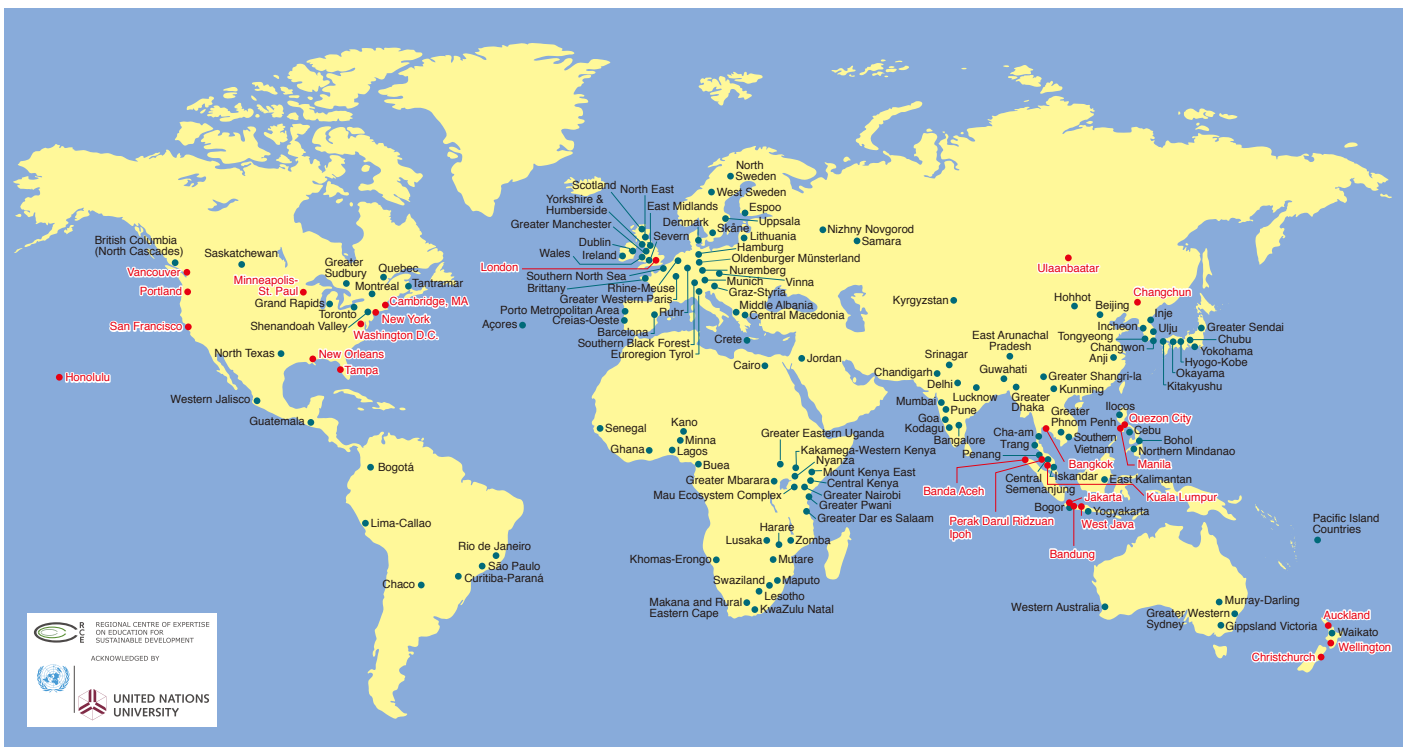 British Columbia
(North Cascades)
Vancouver
Portland
San Francisco
Honolulu
Saskatchewan
Minneapolis-
St. Paul
Greater
Sudbury
Quebec
Montreal
Tantramar
Grand Rapids
Toronto
Cambridge, MA
New York
Shenandoah Valley
Washington D.C.
North Texas
New Orleans
Tampa
Western Jalisco
Guatemala
Bogotá
Lima-Callao
Rio de Janeiro
São Paulo
Curitiba-Paraná
Chaco
Scotland
North East
Yorkshire &
Humberside
East Midlands
Greater Manchester
Severn
Dublin
Ireland
Wales
London
Southern North Sea
Brittany
Rhine-Meuse
Greater Western Paris
Porto Metropolitan Area
Creias-Oeste
Açores
Ruhr
Barcelona
Southern Black Forest
Euroregion Tyrol
Crete
North
Sweden
West Sweden
Espoo
Denmark
Uppsala
Skåne
Lithuania
Hamburg
Oldenburger Münsterland
Nuremberg
Munich
Vinna
Graz-Styria
Middle Albania
Central Macedonia
Nizhny Novgorod
Samara
Cairo
Jordan
Senegal
Kano
Minna
Ghana
Lagos
Buea
Greater Eastern Uganda
Kakamega-Western Kenya
Nyanza
Mount Kenya East
Greater Mbarara
Central Kenya
Mau Ecosystem Complex
Greater Nairobi
Greater Pwani
Greater Dar es Salaam
Harare
Lusaka
Zomba
Khomas-Erongo
Mutare
Swaziland
Maputo
Lesotho
Makana and Rural
Eastern Cape
KwaZulu Natal
Kyrgyzstan
Ulaanbaatar
Hohhot
Beijing
Changchun
Inje
Incheon
Ulju
Tongyeong
Changwon
Anji
Greater Sendai
Chubu
Yokohama
Hyogo-Kobe
Okayama
Kitakyushu
East Arunachal
Pradesh
Srinagar
Chandigarh
Guwahati
Delhi
Lucknow
Greater
Dhaka
Greater Shangri-la
Kunming
Mumbai
Pune
Goa
Kodagu
Bangalore
Cha-am
Trang
Penang
Greater
Phnom Penh
Southern
Vietnam
Bangkok
Ilocos
Quezon City
Cebu
Bohol
Northern Mindanao
Manila
Banda Aceh
Central
Semenanjung
Iskandar
East Kalimantan
Kuala Lumpur
Perak Darul Ridzuan
Ipoh
Jakarta
Bogor
Yogyakarta
West Java
Bandung
Pacific Island
Countries
Western Australia
Murray-Darling
Greater Western
Sydney
Gippsland Victoria
Auckland
Waikato
Wellington
Christchurch
RCE
REGIONAL CENTRE OF EXPERTISE
ON EDUCATION FOR
SUSTAINABLE DEVELOPMENT
ACKNOWLEDGED BY
UNITED NATIONS
UNIVERSITY